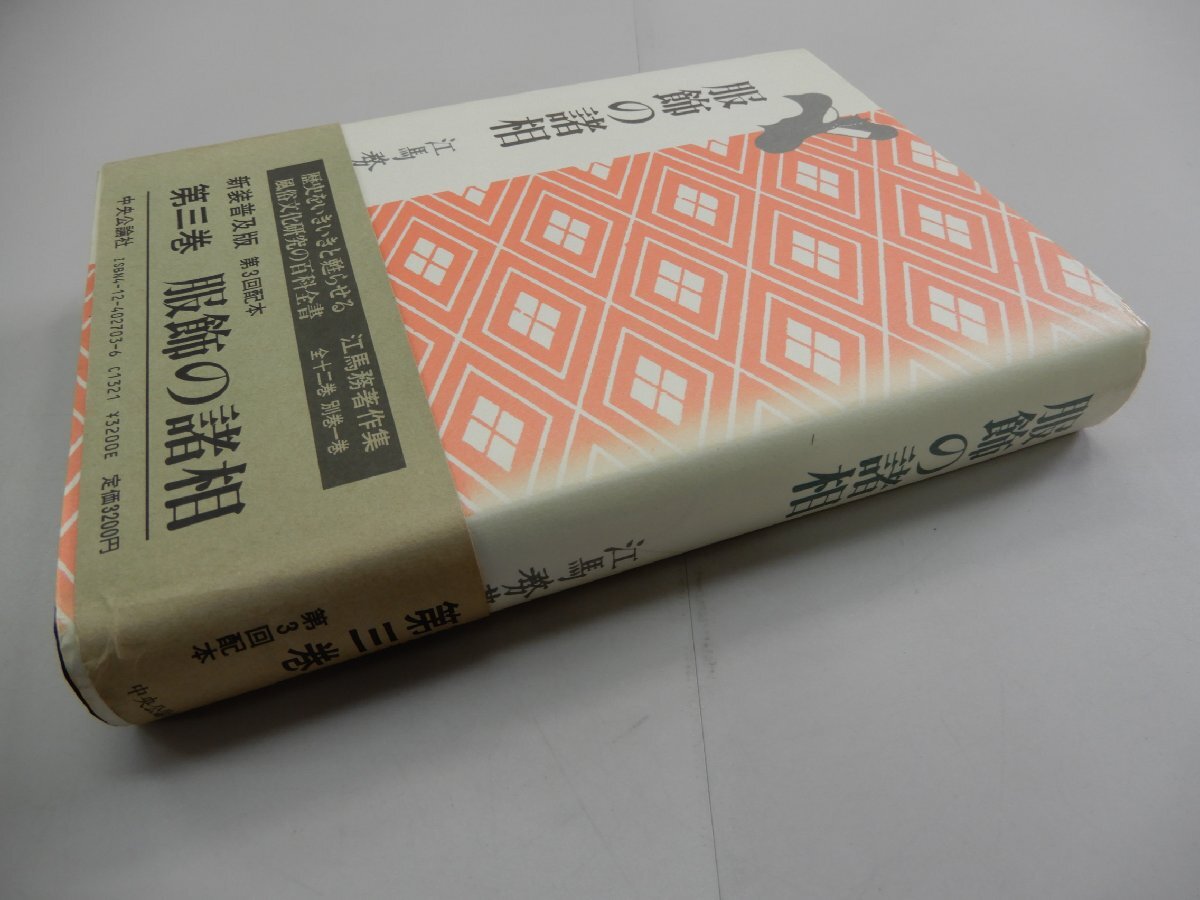 服飾の諸相
江馬務
歴史をいきいきと甦らせる
風俗文化研究の百科全書
江馬務著作集
全十二巻 別巻一巻
新装普及版 第3回配本
第三巻 服飾の諸相
中央公論社 ISBN4-12-402703-6 C1321 ¥3200E 定価3200円
服飾の諸相
江馬務
第三巻
第3回配本
中央公論